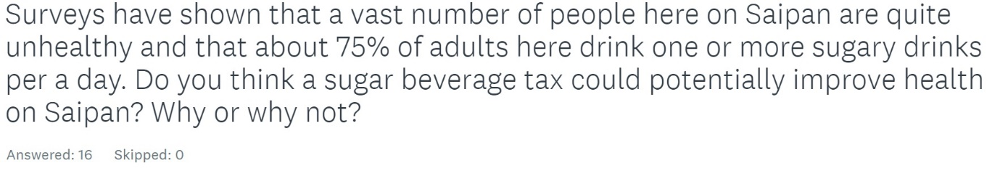 Surveys have shown that a vast number of people here on Saipan are quite
unhealthy and that about 75% of adults here drink one or more sugary drinks
per a day. Do you think a sugar beverage tax could potentially improve health
on Saipan? Why or why not?
Answered: 16 Skipped: 0